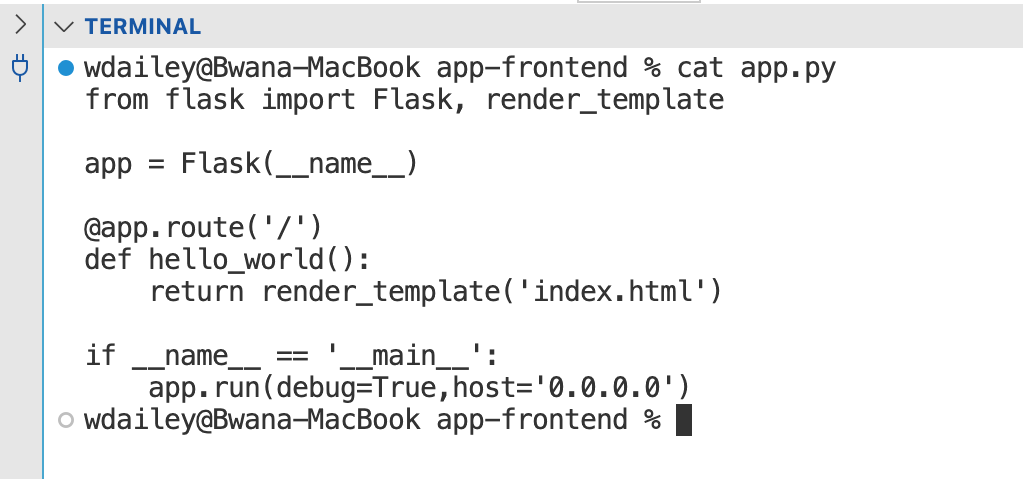 TERMINAL
wdailey@Bwana-MacBook app-frontend % cat app.py
from flask import Flask, render_template
app = Flask(__name__)
@app.route('/')
def hello_world():
    return render_template('index.html')
if __name__ == '__main__':
    app.run(debug=True,host='0.0.0.0')
wdailey@Bwana-MacBook app-frontend %